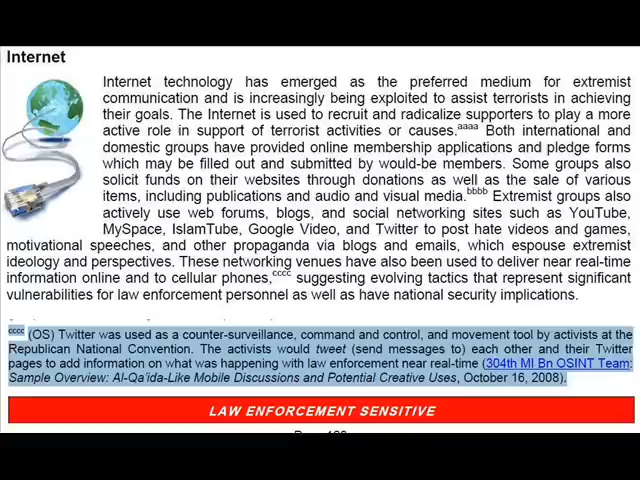 Internet
Internet technology has emerged as the preferred medium for extremist
communication and is increasingly being exploited to assist terrorists in achieving
their goals. The Internet is used to recruit and radicalize supporters to play a more
active role in support of terrorist activities or causes.aaaa Both international and
domestic groups have provided online membership applications and pledge forms
which may be filled out and submitted by would-be members. Some groups also
solicit funds on their websites through donations as well as the sale of various
items, including publications and audio and visual media.bbbb Extremist groups also
actively use web forums, blogs, and social networking sites such as YouTube,
MySpace, IslamTube, Google Video, and Twitter to post hate videos and games,
motivational speeches, and other propaganda via blogs and emails, which espouse extremist
ideology and perspectives. These networking venues have also been used to deliver near real-time
information online and to cellular phones,cccc suggesting evolving tactics that represent significant
vulnerabilities for law enforcement personnel as well as have national security implications.
cccc (OS) Twitter was used as a counter-surveillance, command and control, and movement tool by activists at the
Republican National Convention. The activists would tweet (send messages to) each other and their Twitter
pages to add information on what was happening with law enforcement near real-time (304th MI Bn OSINT Team:
Sample Overview: Al-Qa'ida-Like Mobile Discussions and Potential Creative Uses, October 16, 2008).
LAW ENFORCEMENT SENSITIVE